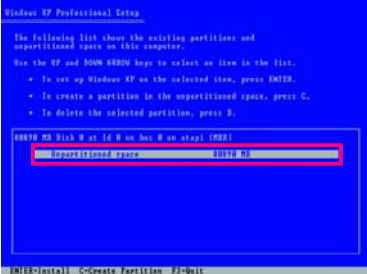 Windows XP Professional Setup
The following list shows the existing partitions and
unpartitioned space on this computer.
Use the UP and DOWN ARROW keys to select an item in the list.
• To set up Windows XP on the selected item, press ENTER.
• To create a partition in the unpartitioned space, press C.
• To delete the selected partition, press D.
MB Disk 0 at Id 0 on bus 0 on atapi [MBR]
Unpartitioned space MB
ENTER=Install C=Create Partition F3=Quit